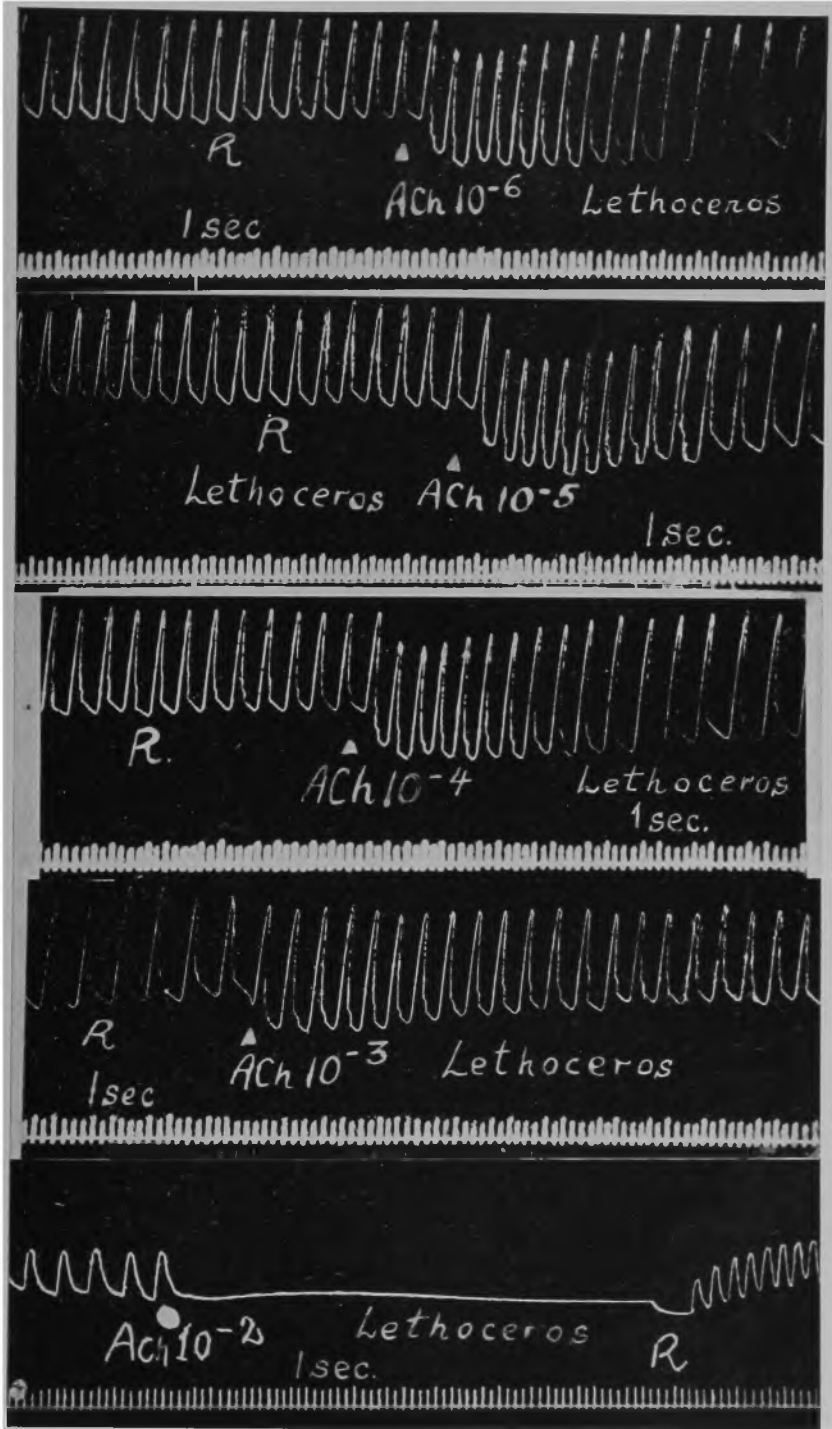 R
ACh 10⁻⁶ Lethoceros
1 sec
R
Lethoceros ACh 10⁻⁵
1 sec.
R.
ACh 10⁻⁴ Lethoceros
1 sec.
R
ACh 10⁻³ Lethoceros
1 sec
Ach 10⁻² Lethoceros R
1 sec.